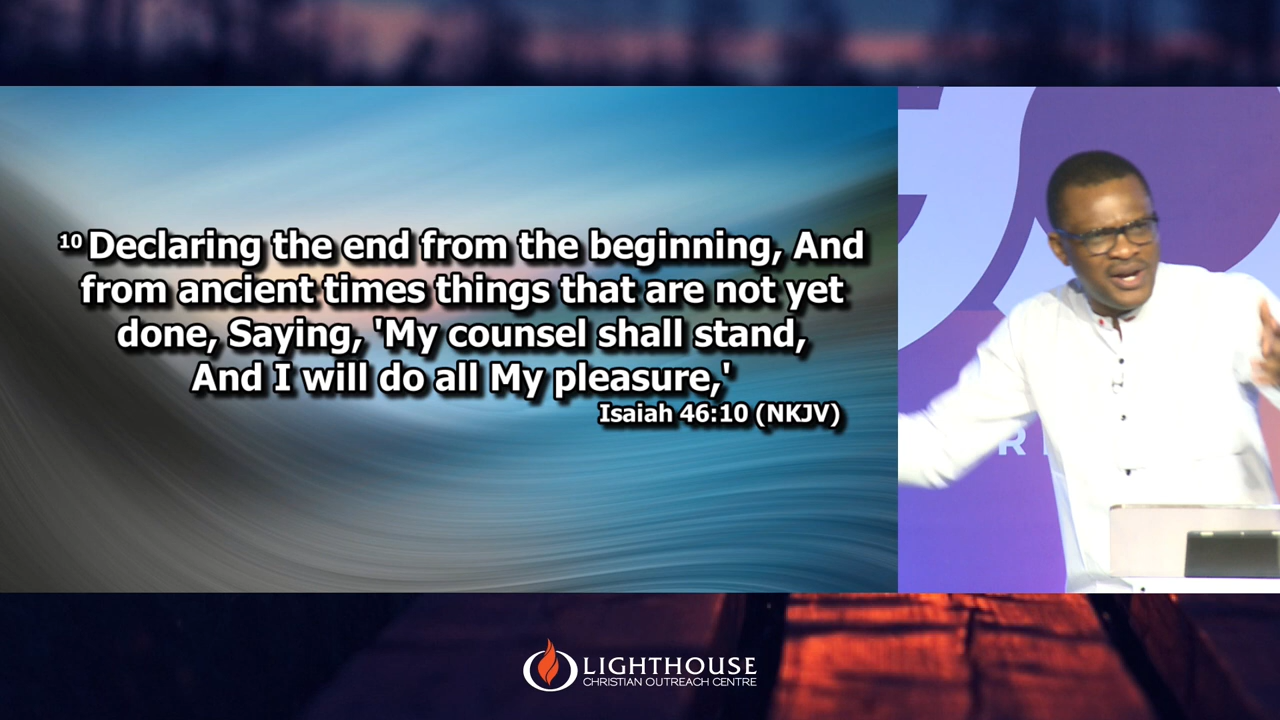 10 Declaring the end from the beginning, And
from ancient times things that are not yet
done, Saying, 'My counsel shall stand,
And I will do all My pleasure,'
Isaiah 46:10 (NKJV)
LIGHTHOUSE
CHRISTIAN OUTREACH CENTRE